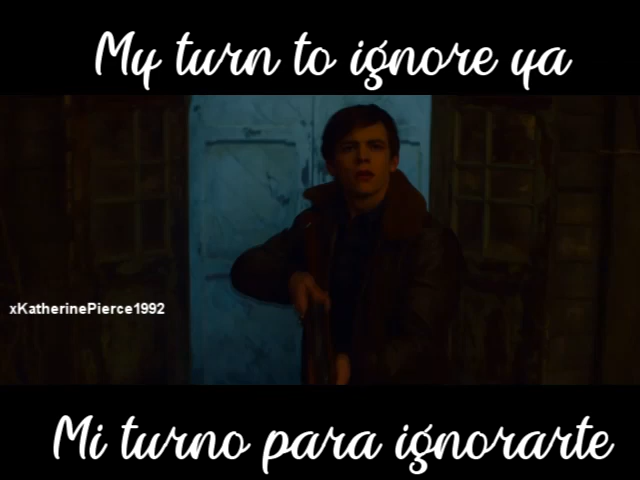 My turn to ignore ya
xKatherinePierce1992
Mi turno para ignorarte